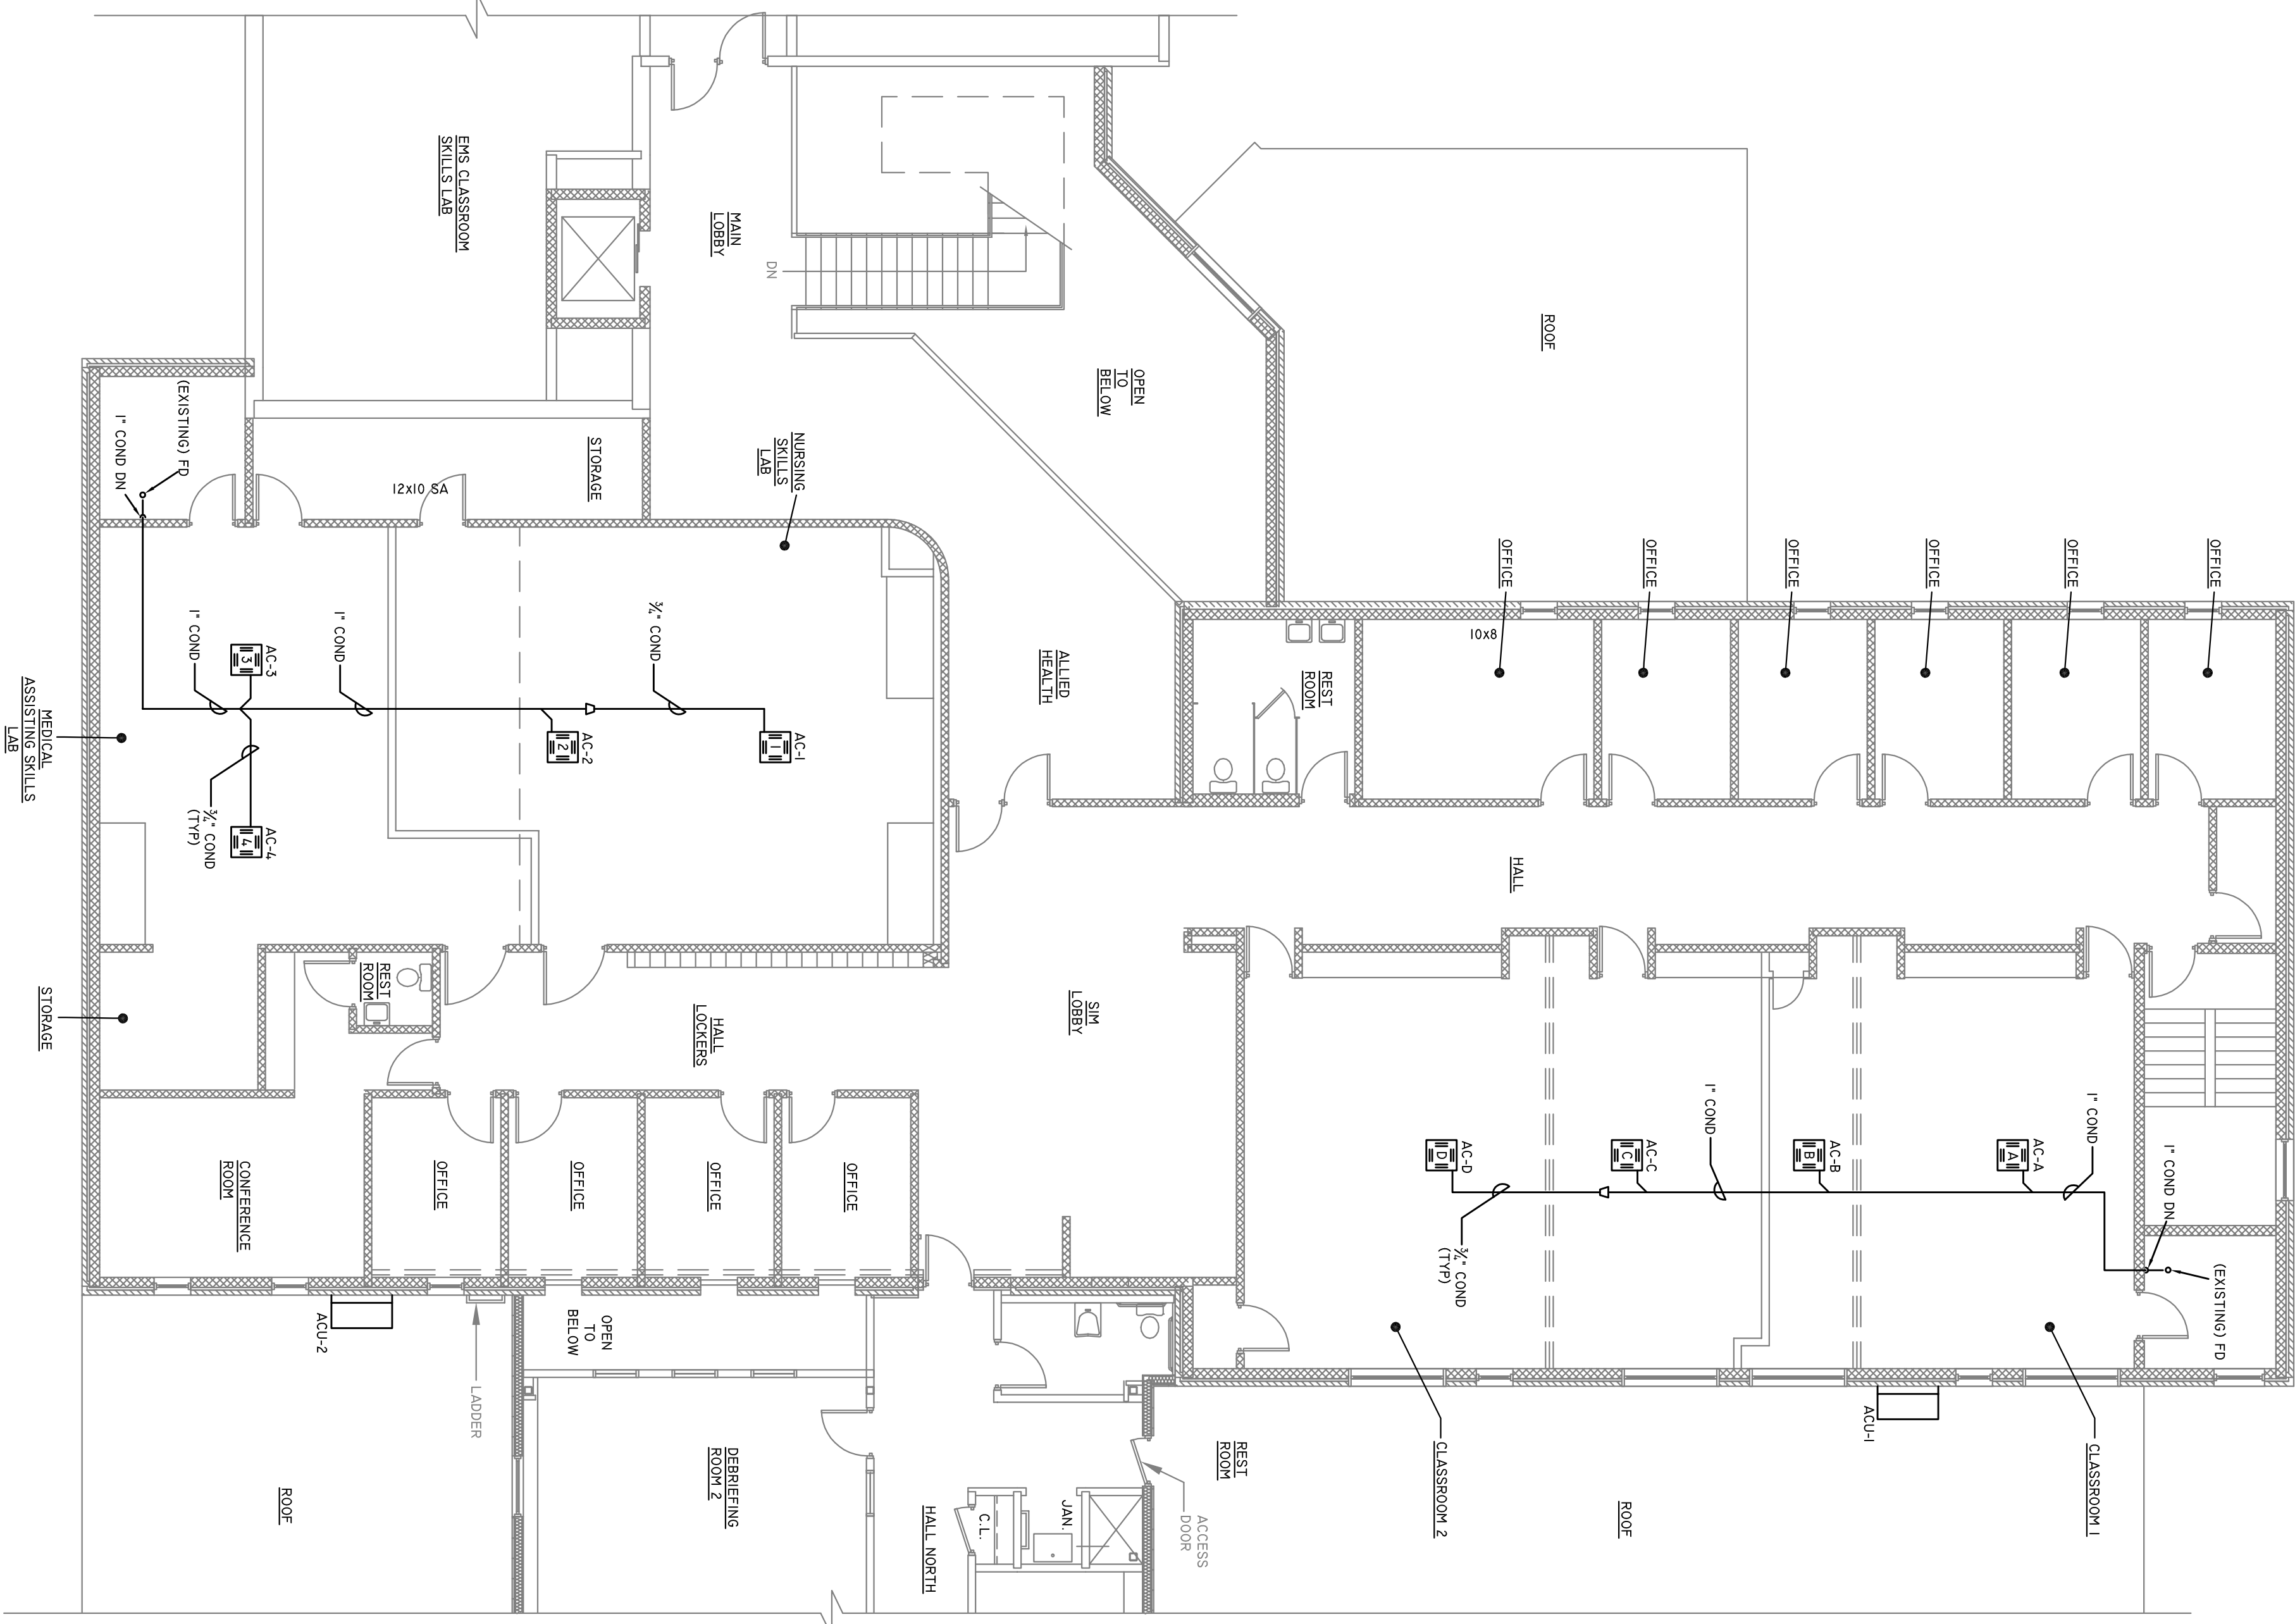 EMS CLASSROOM
SKILLS LAB
MAIN
LOBBY
DN
ROOF
OPEN
TO
BELOW
(EXISTING) FD
1" COND DN
12x10 SA
STORAGE
NURSING
SKILLS
LAB
OFFICE
OFFICE
OFFICE
OFFICE
OFFICE
OFFICE
10x8
REST
ROOM
ALLIED
HEALTH
1" COND
AC-3
3
1" COND
3/4" COND
AC-2
2
AC-1
1
MEDICAL
ASSISTING SKILLS
LAB
AC-4
4
3/4" COND
(TYP)
HALL
STORAGE
REST
ROOM
HALL
LOCKERS
SIM
LOBBY
CONFERENCE
ROOM
OFFICE
OFFICE
OFFICE
OFFICE
AC-D
D
AC-C
C
AC-B
B
AC-A
A
1" COND
1" COND
1" COND DN
(EXISTING) FD
3/4" COND
(TYP)
ACU-2
OPEN
TO
BELOW
LADDER
ROOF
DEBRIEFING
ROOM 2
HALL NORTH
C.L.
JAN.
ACCESS
DOOR
REST
ROOM
CLASSROOM 2
ROOF
ACU-1
CLASSROOM 1